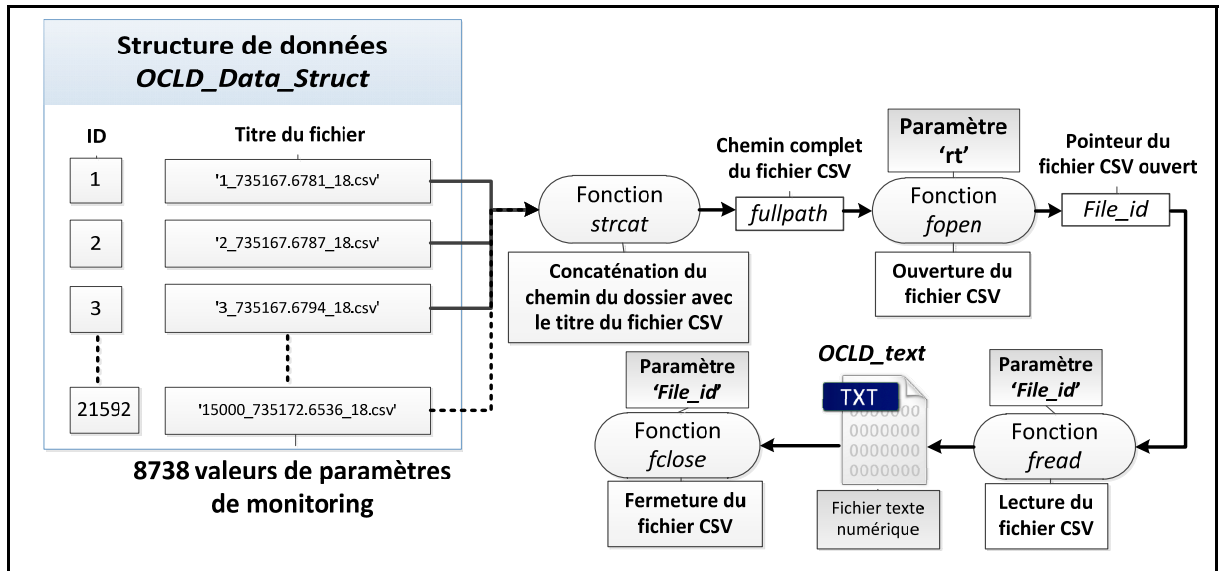 Structure de données
OCLD_Data_Struct
ID
Titre du fichier
1
'1_735167.6781_18.csv'
2
'2_735167.6787_18.csv'
3
'3_735167.6794_18.csv'
21592
'15000_735172.6536_18.csv'
8738 valeurs de paramètres
de monitoring
Fonction
strcat
Concaténation du
chemin du dossier avec
le titre du fichier CSV
Chemin complet
du fichier CSV
fullpath
Paramètre
‘rt’
Fonction
fopen
Ouverture du
fichier CSV
Pointeur du
fichier CSV ouvert
File_id
Paramètre
‘File_id’
Fonction
fread
Lecture du
fichier CSV
OCLD_text
TXT
0000000
0000000
0000000
0000000
Fichier texte
numérique
Paramètre
‘File_id’
Fonction
fclose
Fermeture du
fichier CSV